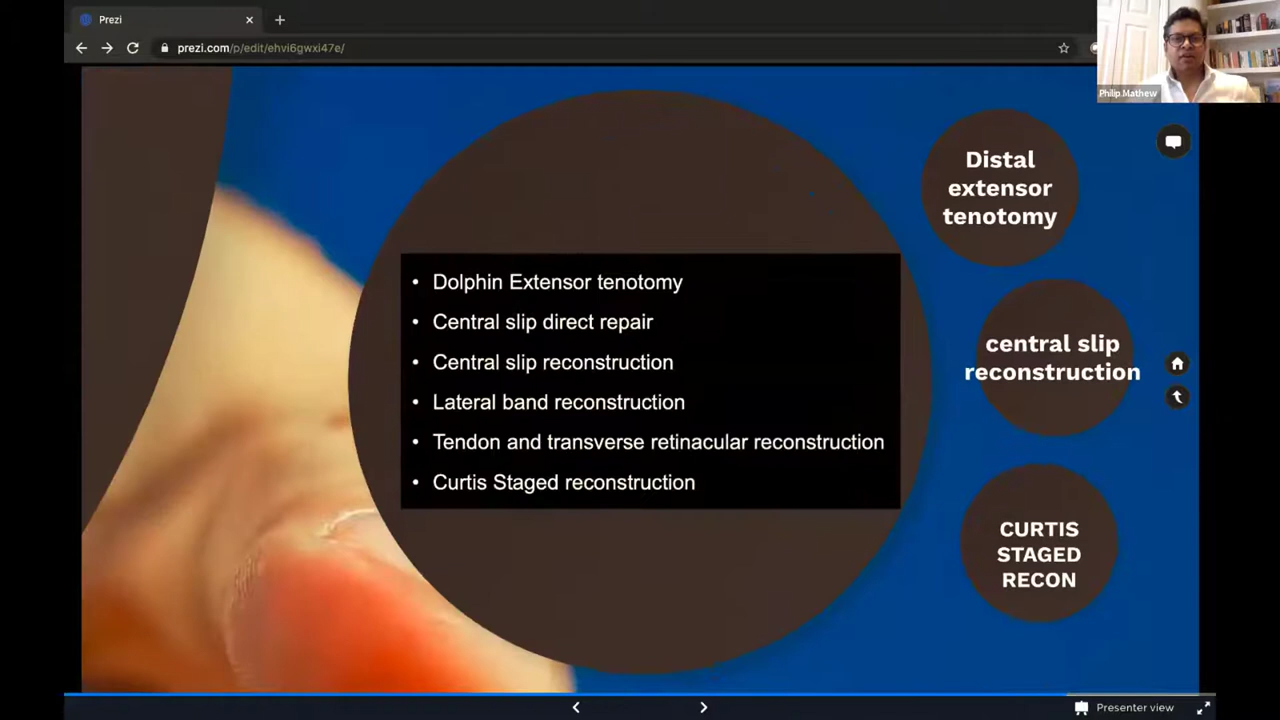 Prezi
prezi.com/p/edit/ehvi6gwxi47e/
Philip Mathew
Distal
extensor
tenotomy
• Dolphin Extensor tenotomy
• Central slip direct repair
• Central slip reconstruction
• Lateral band reconstruction
• Tendon and transverse retinacular reconstruction
• Curtis Staged reconstruction
central slip
reconstruction
CURTIS
STAGED
RECON
Presenter view